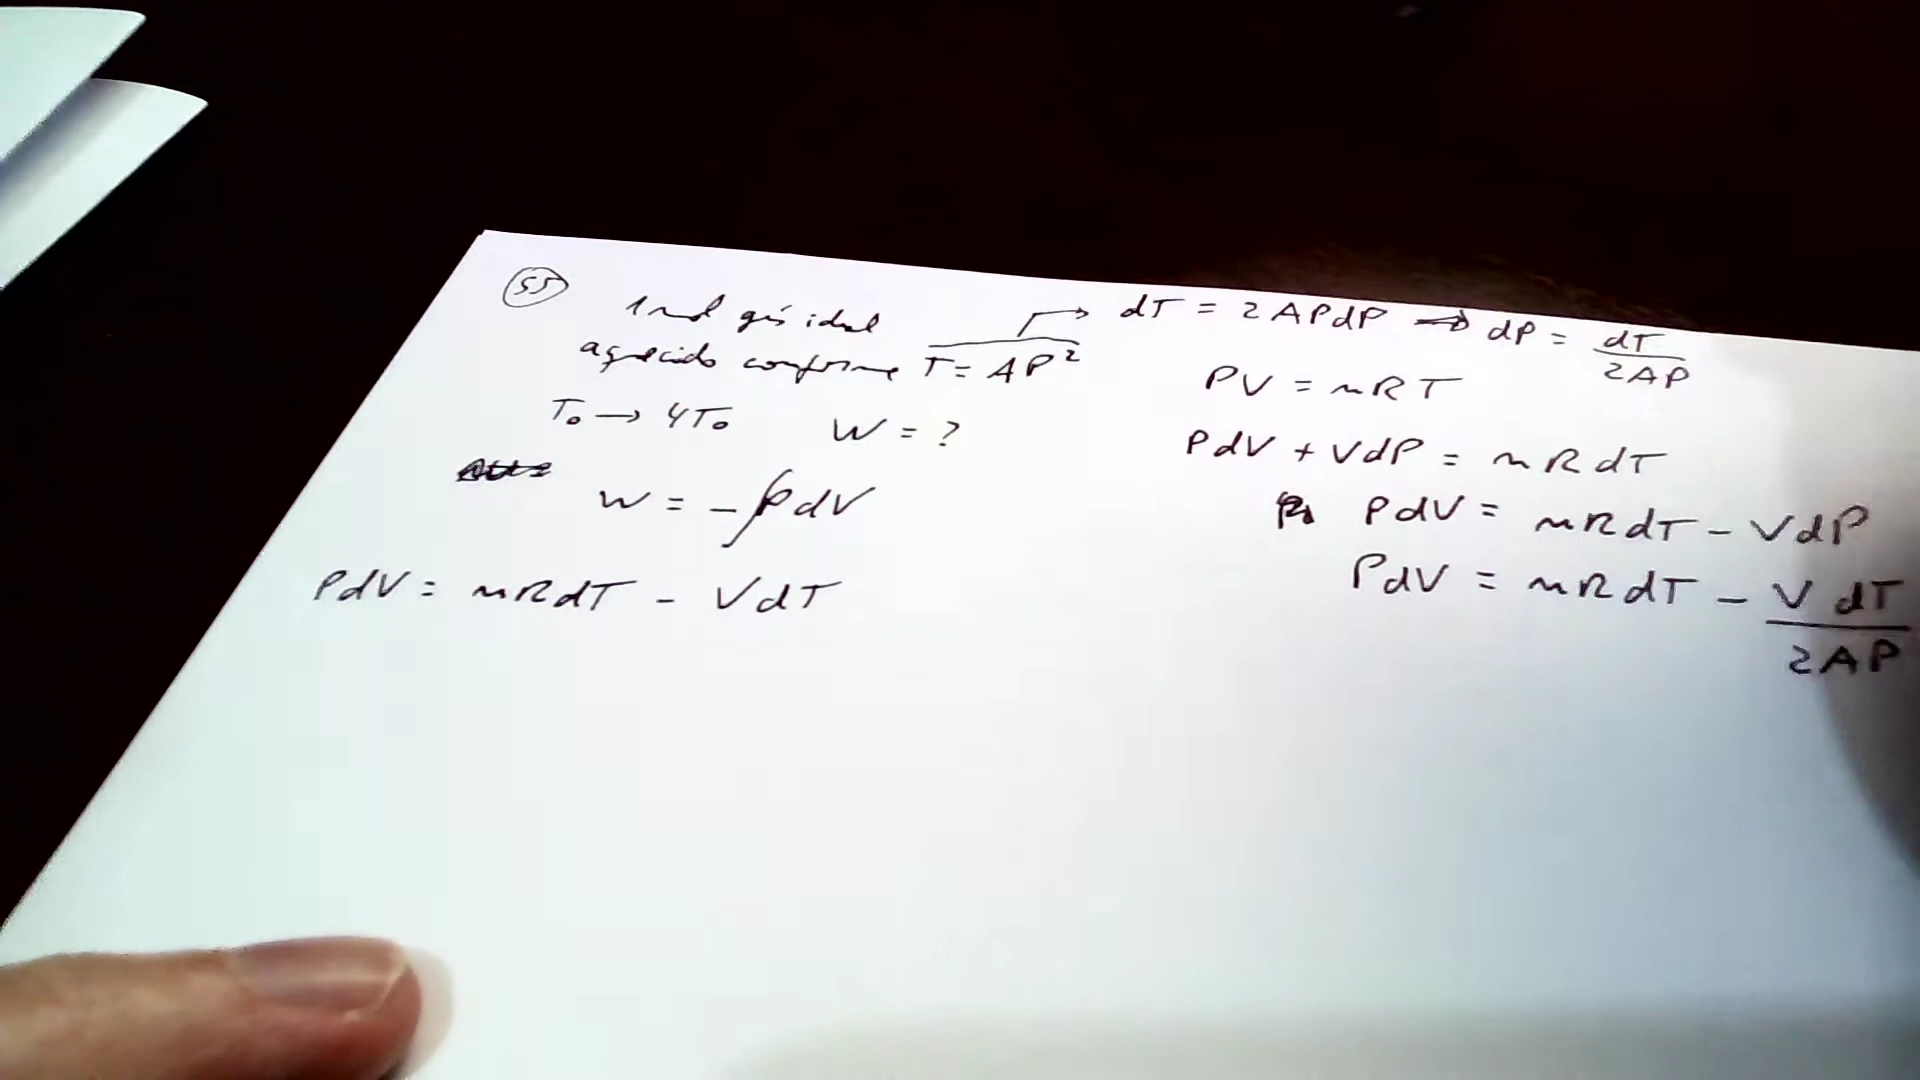 55
1 mol gás ideal
aquecido conforme T = AP²
T₀ → 4T₀ W = ?
W = -∫PdV
PdV = nRdT - VdT
dT = 2APdP → dP = dT/2AP
PV = nRT
PdV + VdP = nRdT
PdV = nRdT - VdP
PdV = nRdT - V dT/2AP